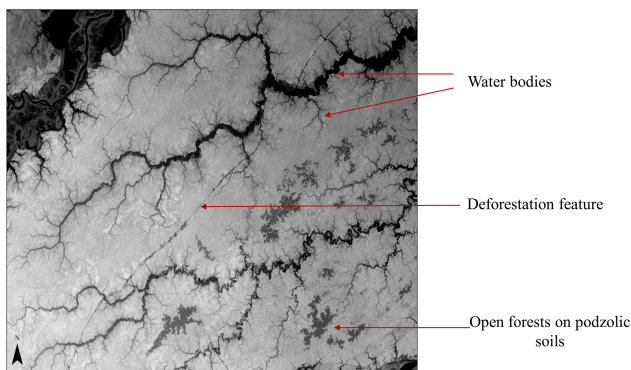 Water bodies
Deforestation feature
Open forests on podzolic
soils
N